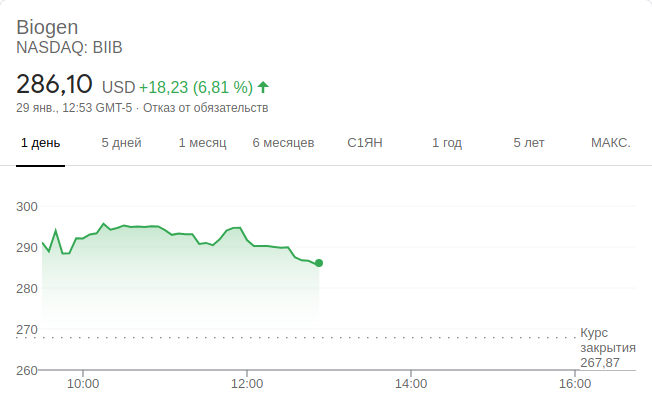 Biogen
NASDAQ: BIIB
286,10 USD +18,23 (6,81 %)
29 янв., 12:53 GMT-5 · Отказ от обязательств
1 день 5 дней 1 месяц 6 месяцев С1ЯН 1 год 5 лет МАКС.
300
290
280
270
Курс
закрытия
267,87
260
10:00 12:00 14:00 16:00